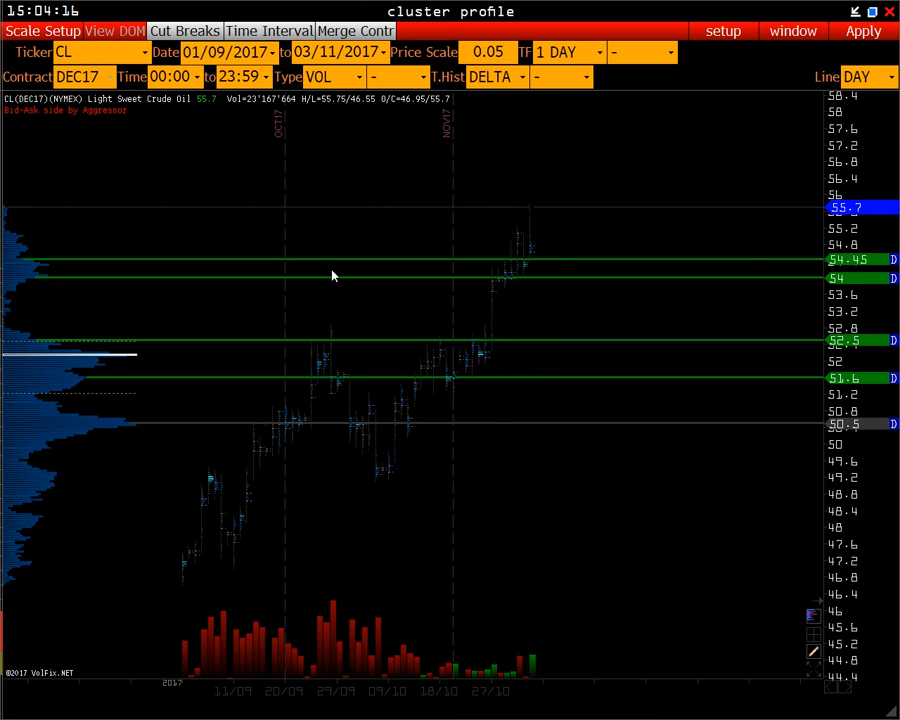 15:04:16 cluster profile
Scale Setup View DOM Cut Breaks Time Interval Merge Contr setup window Apply
Ticker CL Date 01/09/2017 to 03/11/2017 Price Scale 0.05 TF 1 DAY -
Contract DEC17 Time 00:00 to 23:59 Type VOL - T.Hist DELTA - Line DAY
CL(DEC17)(NYMEX) Light Sweet Crude Oil 55.7 Vol=23'167'664 H/L=55.75/46.55 O/C=46.95/55.7
Bid-Ask side by Aggressor
OCT17
NOV17
58.4
58
57.6
57.2
56.8
56.4
56
55.7
55.2
54.8
54.45 D
54 D
53.6
53.2
52.8
52.5 D
52
51.6 D
51.2
50.8
50.5 D
50
49.6
49.2
48.8
48.4
48
47.6
47.2
46.8
46.4
46
45.6
45.2
44.8
44.4
©2017 VolFix.NET
2017
11/09 20/09 29/09 09/10 18/10 27/10